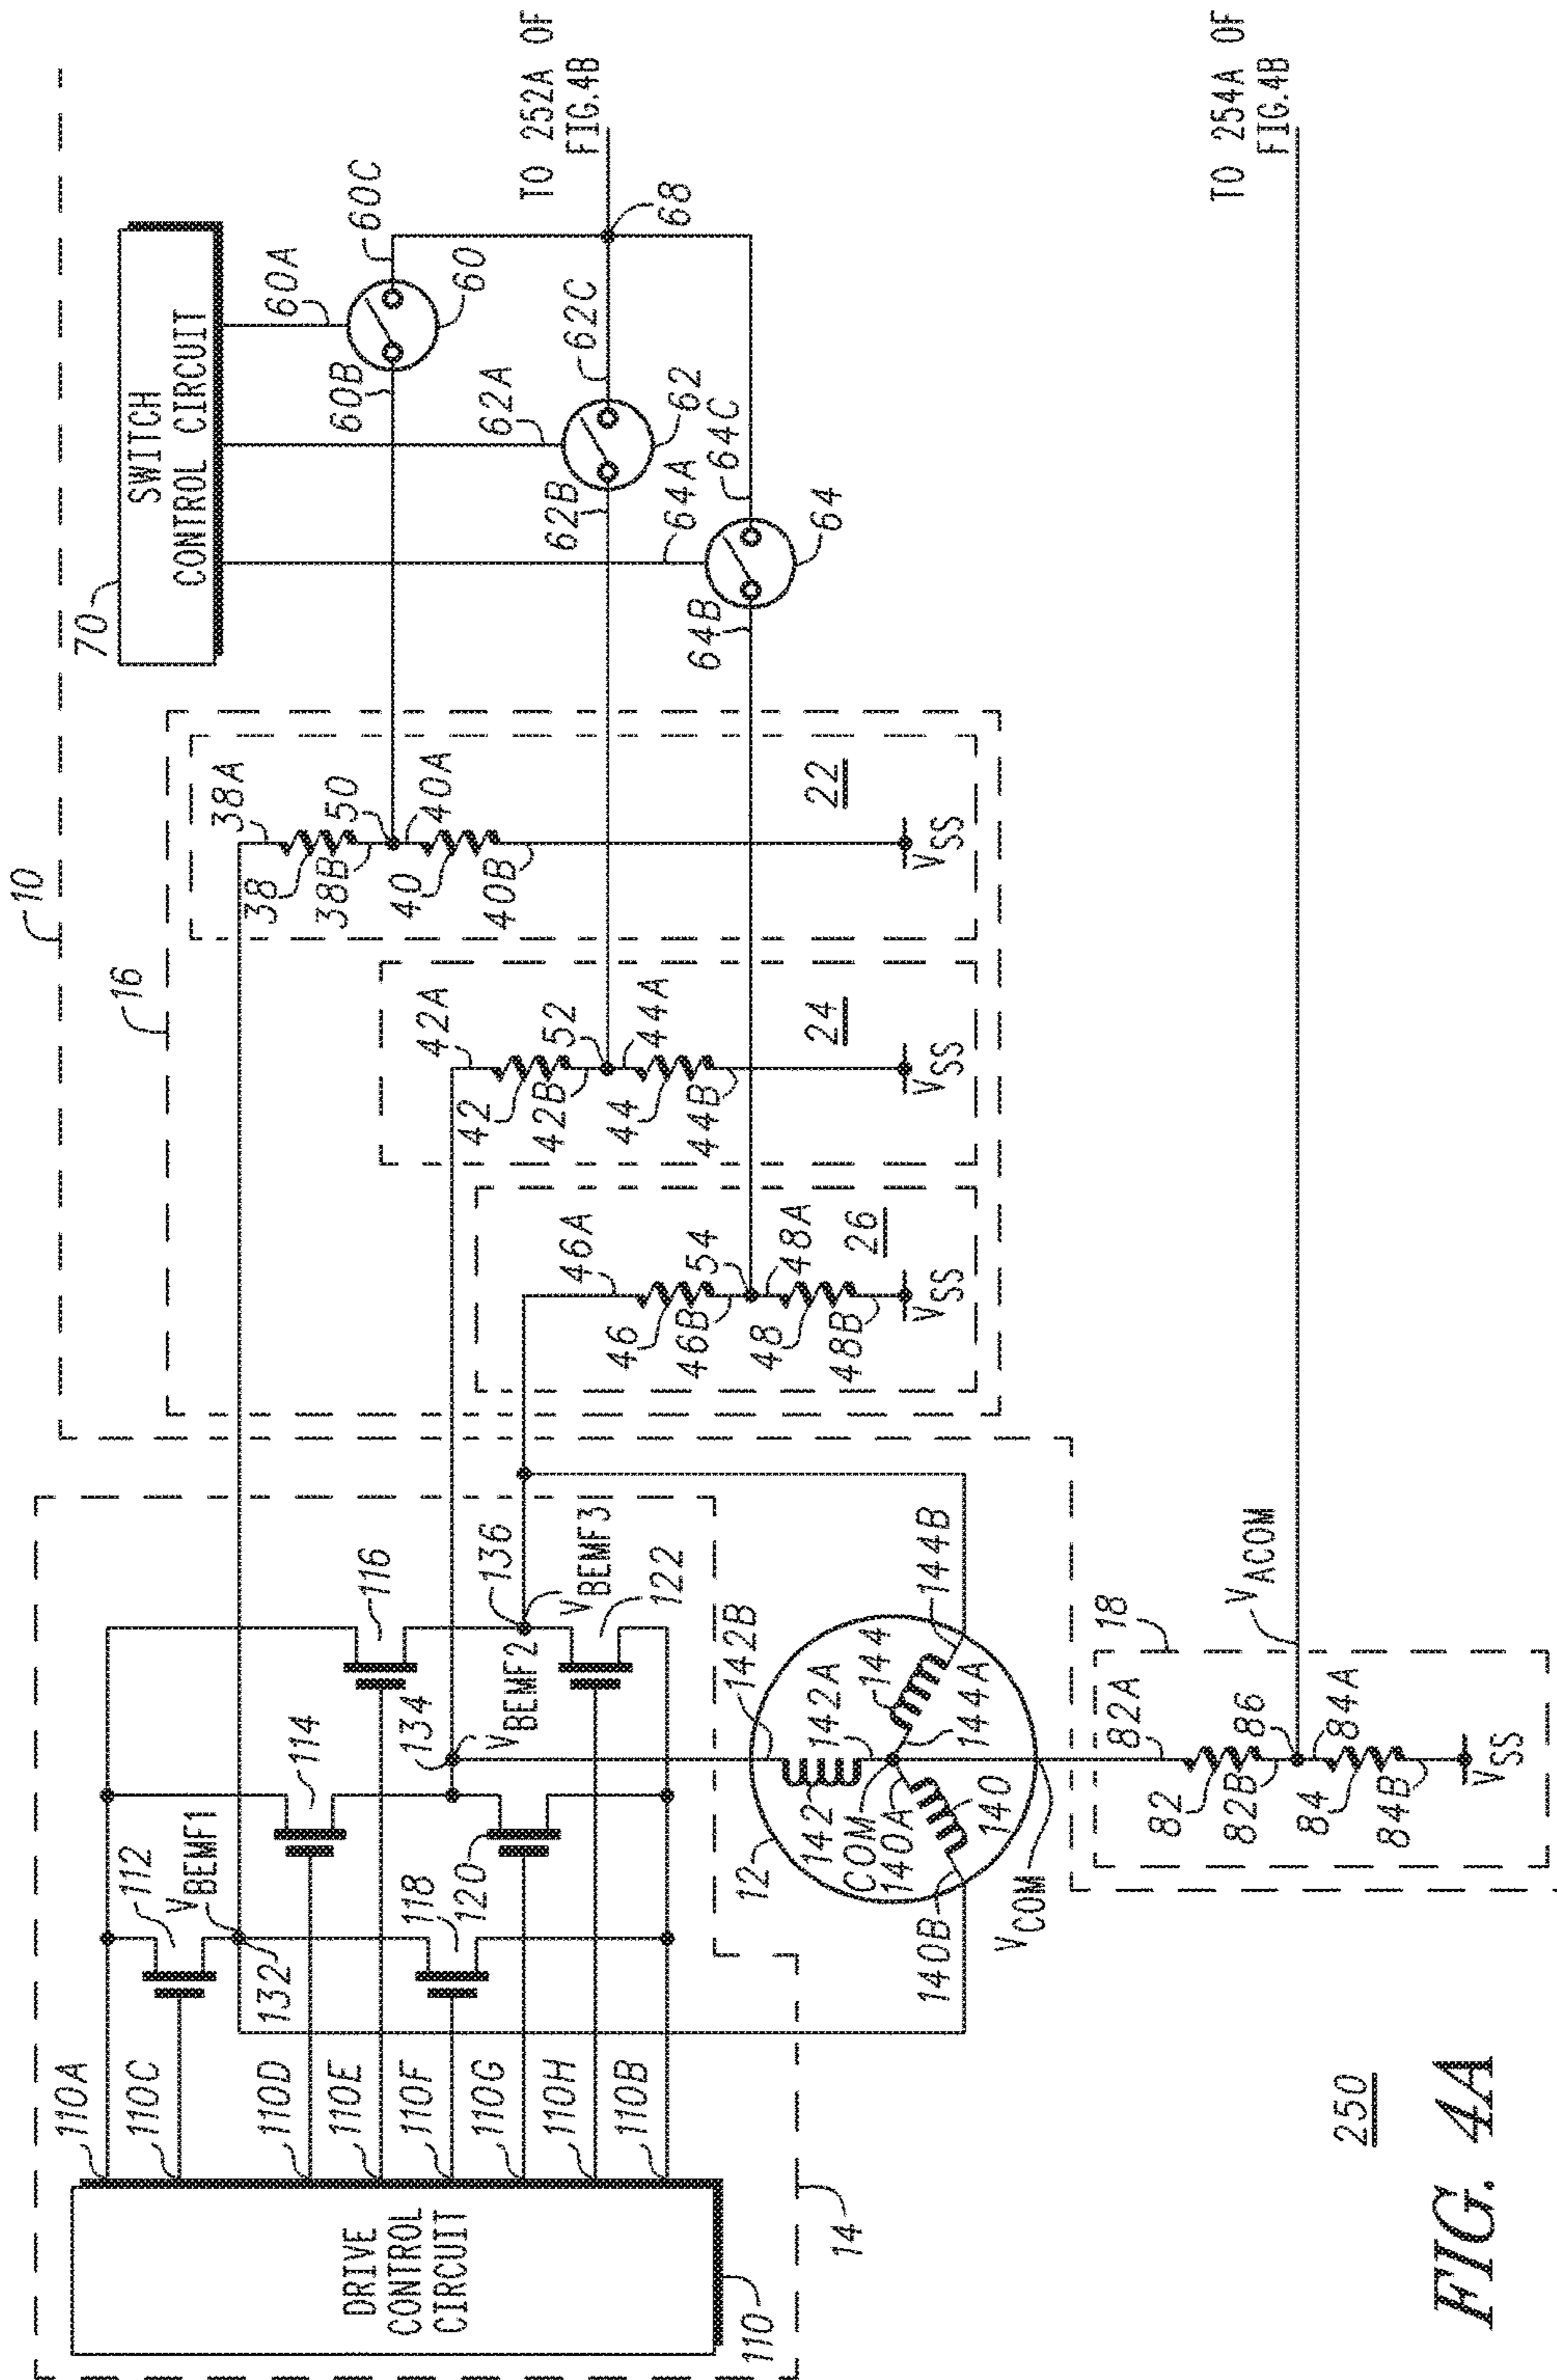 10
16
70
SWITCH
CONTROL CIRCUIT
60A
60B
60C
60
62A
62B
62C
62
64A
64B
64C
64
68
TO 252A OF
FIG.4B
TO 254A OF
FIG.4B
110A
110C
110D
110E
110F
110G
110H
110B
DRIVE
CONTROL
CIRCUIT
110
14
112
VBEMF1
132
114
118
120
116
134
VBEMF2
136
VBEMF3
122
38A
38
38B
50
40A
40
40B
22
VSS
42A
42
42B
52
44A
44
44B
24
VSS
46A
46
46B
54
48A
48
48B
26
VSS
12
142B
142
142A
COM
140A
140
140B
144
144A
144B
VCOM
18
82A
82
82B
86
84A
84
84B
VSS
VACOM
250
FIG. 4A